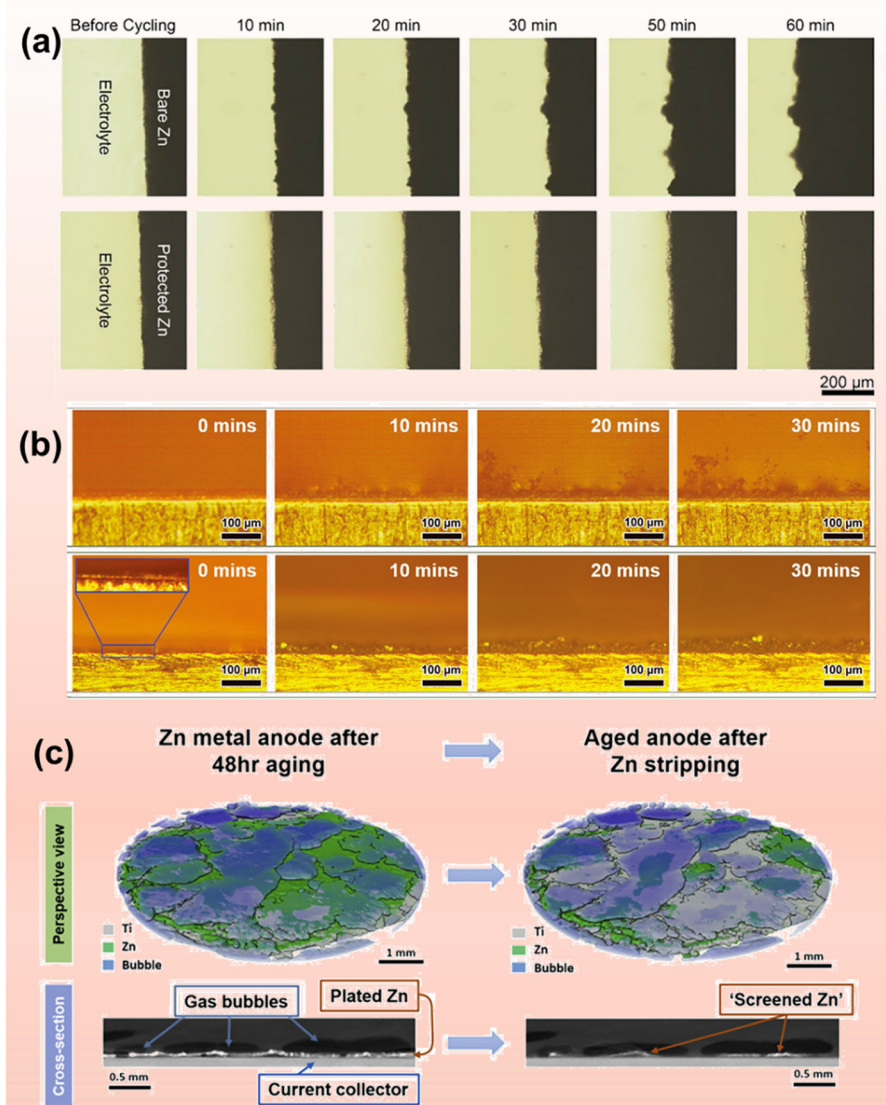 (a)
Before Cycling
10 min
20 min
30 min
50 min
60 min
Electrolyte
Bare Zn
Electrolyte
Protected Zn
200 µm
(b)
0 mins
10 mins
20 mins
30 mins
100 µm
100 µm
100 µm
100 µm
0 mins
10 mins
20 mins
30 mins
100 µm
100 µm
100 µm
100 µm
(c)
Zn metal anode after
48hr aging
Aged anode after
Zn stripping
Perspective view
Ti
Zn
Bubble
1 mm
Ti
Zn
Bubble
1 mm
Cross-section
Gas bubbles
Plated Zn
'Screened Zn'
0.5 mm
Current collector
0.5 mm